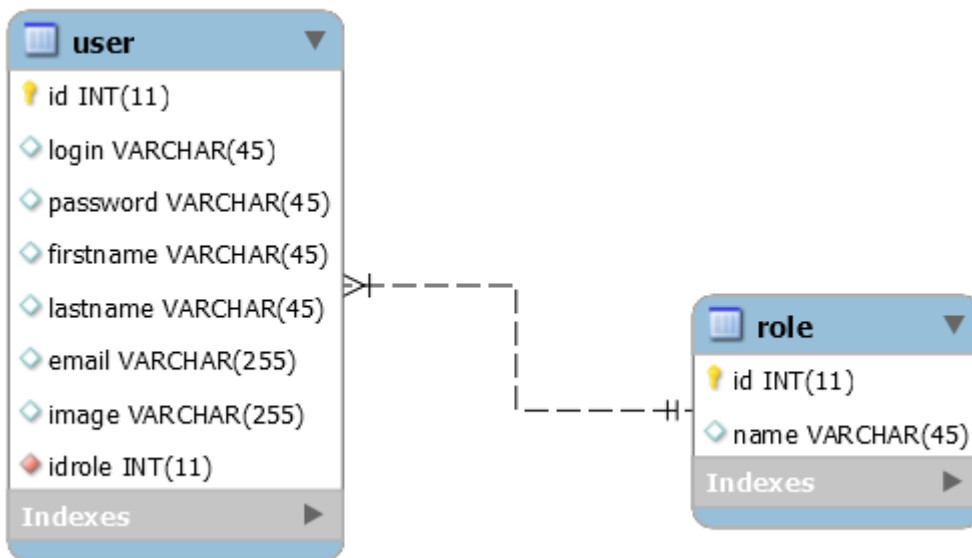 user
id INT(11)
login VARCHAR(45)
password VARCHAR(45)
firstname VARCHAR(45)
lastname VARCHAR(45)
email VARCHAR(255)
image VARCHAR(255)
idrole INT(11)
Indexes
role
id INT(11)
name VARCHAR(45)
Indexes